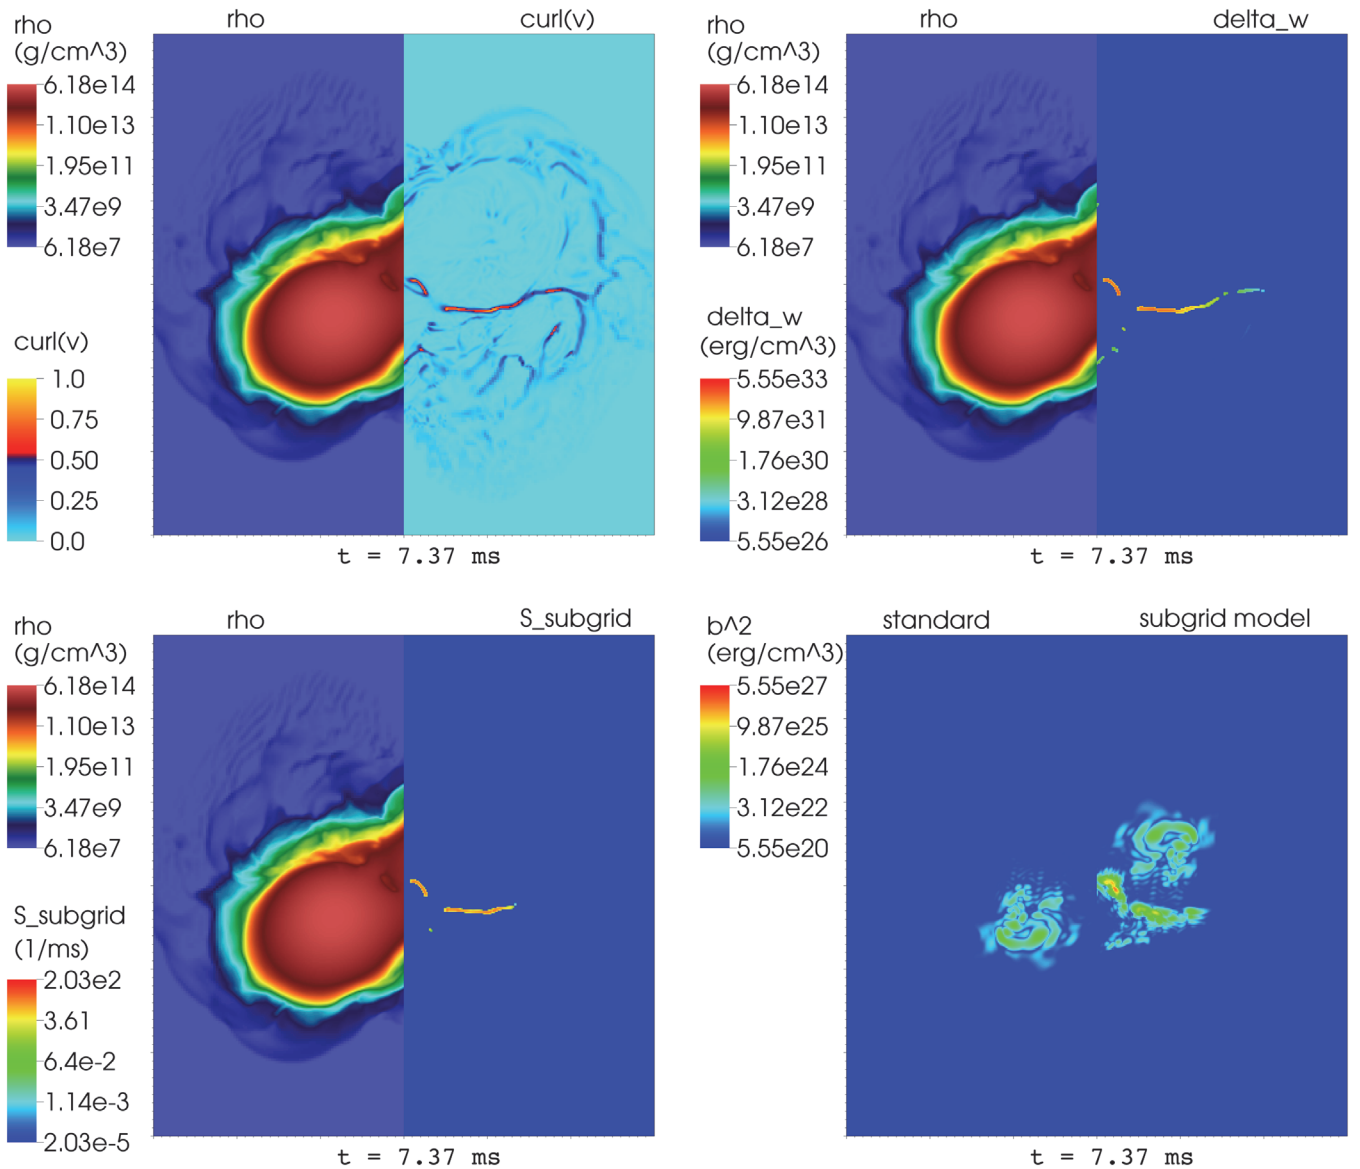 rho curl(v)
rho
(g/cm^3)
6.18e14
1.10e13
1.95e11
3.47e9
6.18e7
curl(v)
1.0
0.75
0.50
0.25
0.0
t = 7.37 ms
rho delta_w
rho
(g/cm^3)
6.18e14
1.10e13
1.95e11
3.47e9
6.18e7
delta_w
(erg/cm^3)
5.55e33
9.87e31
1.76e30
3.12e28
5.55e26
t = 7.37 ms
rho S_subgrid
rho
(g/cm^3)
6.18e14
1.10e13
1.95e11
3.47e9
6.18e7
S_subgrid
(1/ms)
2.03e2
3.61
6.4e-2
1.14e-3
2.03e-5
t = 7.37 ms
standard subgrid model
b^2
(erg/cm^3)
5.55e27
9.87e25
1.76e24
3.12e22
5.55e20
t = 7.37 ms